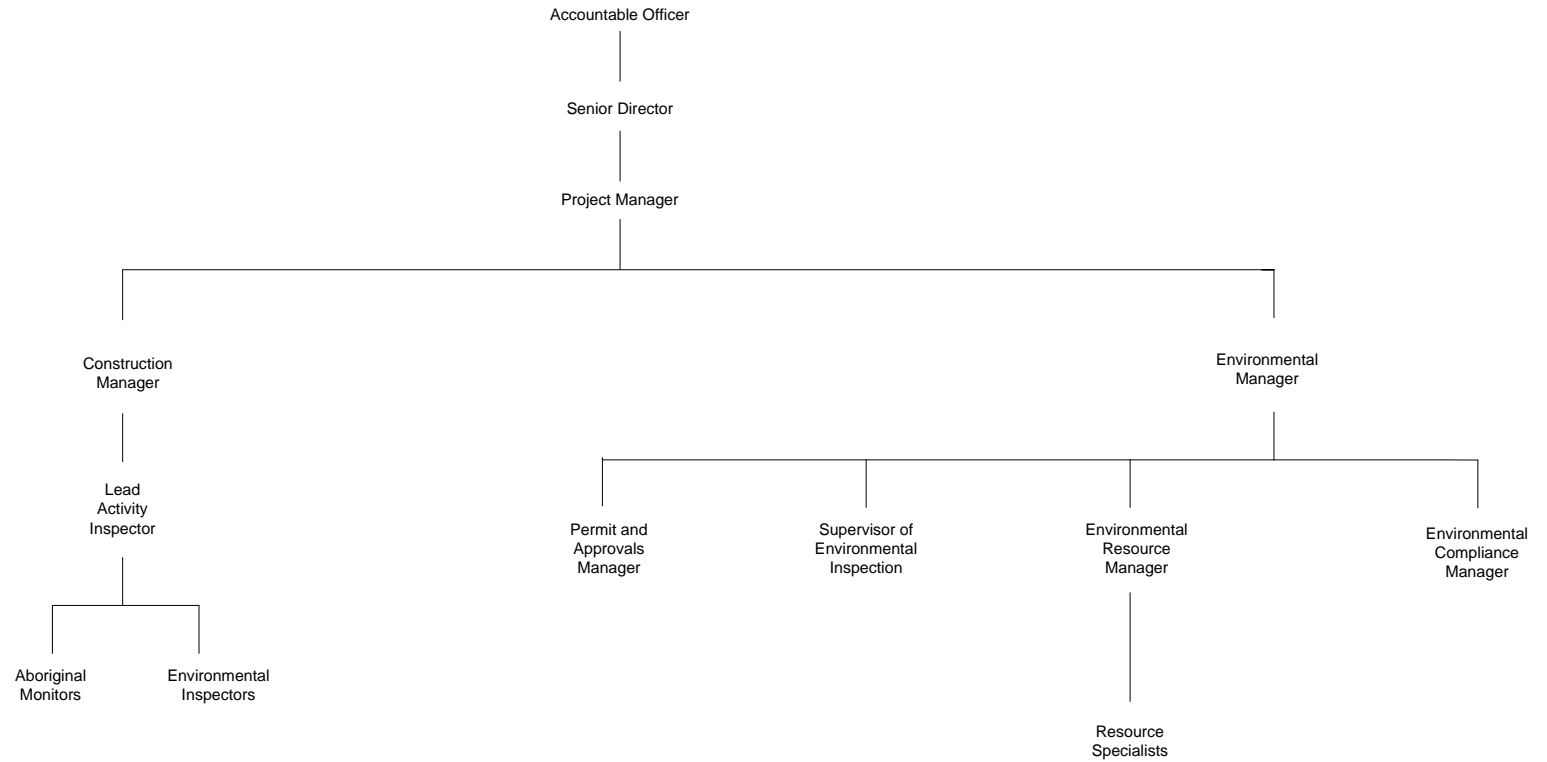 Accountable Officer
Senior Director
Project Manager
Construction
Manager
Environmental
Manager
Lead
Activity
Inspector
Permit and
Approvals
Manager
Supervisor of
Environmental
Inspection
Environmental
Resource
Manager
Environmental
Compliance
Manager
Aboriginal
Monitors
Environmental
Inspectors
Resource
Specialists